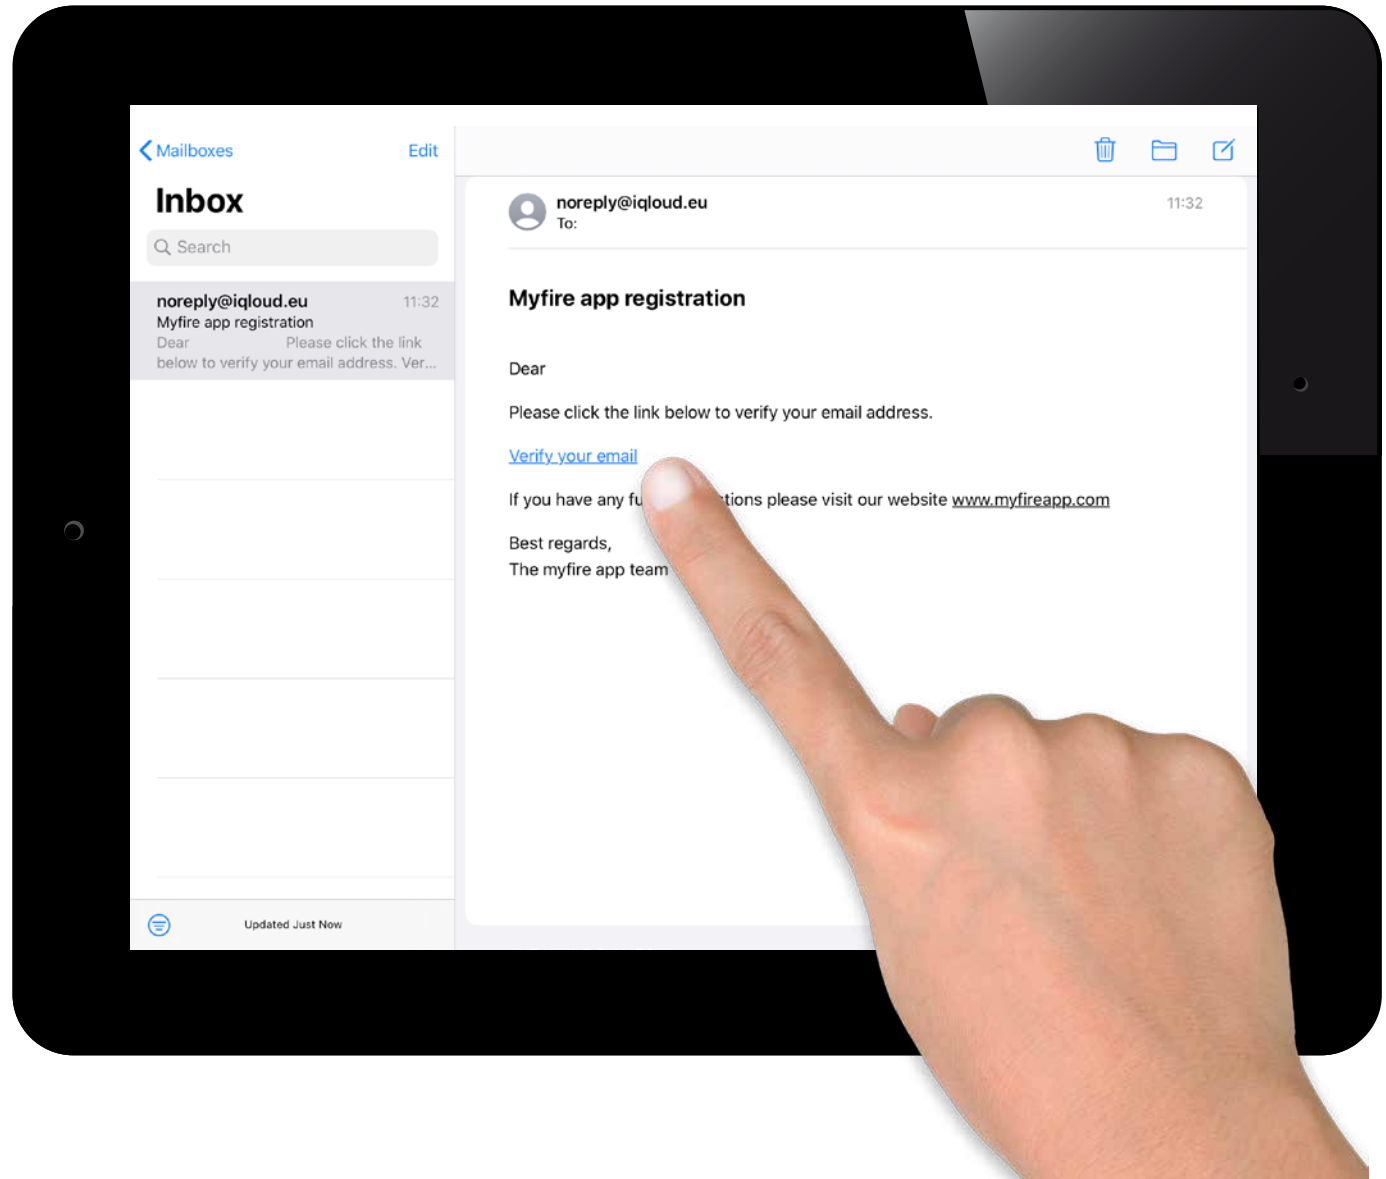 Mailboxes
Edit
Inbox
Search
noreply@iqloud.eu 11:32
Myfire app registration
Dear Please click the link
below to verify your email address. Ver...
Updated Just Now
noreply@iqloud.eu 11:32
To:
Myfire app registration
Dear
Please click the link below to verify your email address.
Verify your email
If you have any please visit our website www.myfireapp.com
Best regards,
The myfire app team